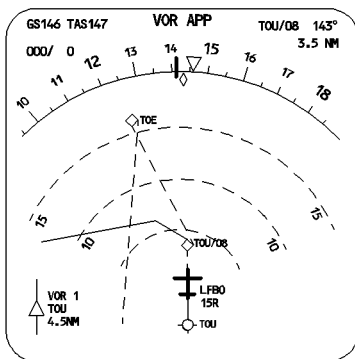 GS146 TAS147 VOR APP TOU/08 143°
000/ 0 3.5 NM
10 11 12 13 14 15 16 17 18
TOE
15 15
10 10
TOU/08
LFBO
15R
VOR 1
TOU
4.5NM
TOU